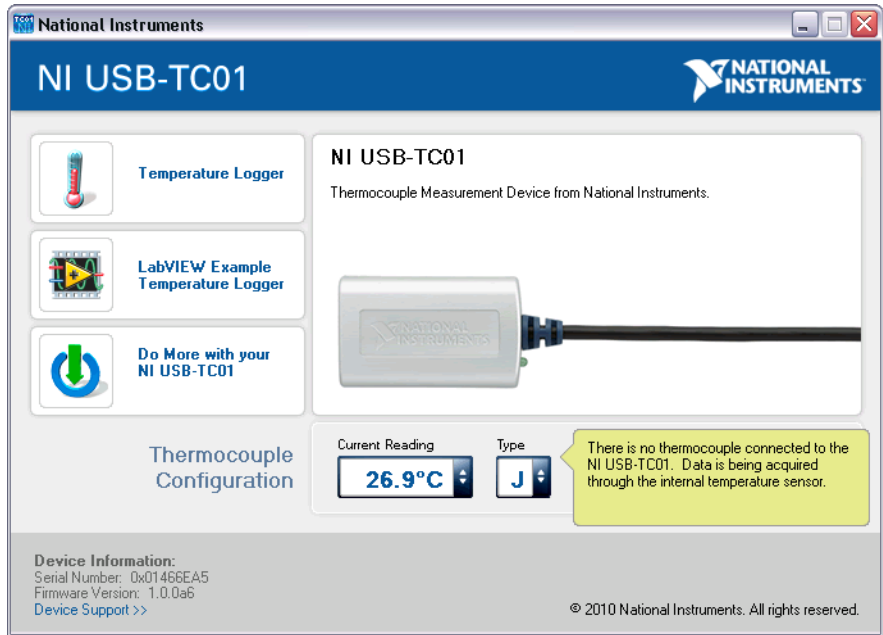 National Instruments
NI USB-TC01
NATIONAL
INSTRUMENTS
Temperature Logger
LabVIEW Example
Temperature Logger
Do More with your
NI USB-TC01
NI USB-TC01
Thermocouple Measurement Device from National Instruments.
NATIONAL
INSTRUMENTS
Thermocouple
Configuration
Current Reading
26.9°C
Type
J
There is no thermocouple connected to the
NI USB-TC01. Data is being acquired
through the internal temperature sensor.
Device Information:
Serial Number: 0x01466EA5
Firmware Version: 1.0.0a6
Device Support >>
© 2010 National Instruments. All rights reserved.